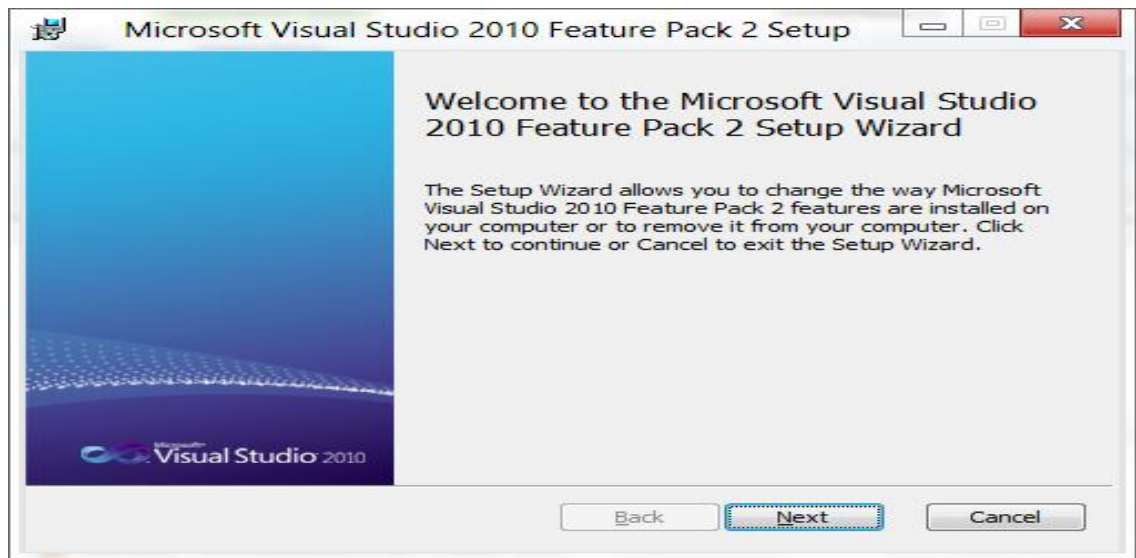 Microsoft Visual Studio 2010 Feature Pack 2 Setup
Welcome to the Microsoft Visual Studio
2010 Feature Pack 2 Setup Wizard
The Setup Wizard allows you to change the way Microsoft
Visual Studio 2010 Feature Pack 2 features are installed on
your computer or to remove it from your computer. Click
Next to continue or Cancel to exit the Setup Wizard.
Microsoft
Visual Studio 2010
Back Next Cancel